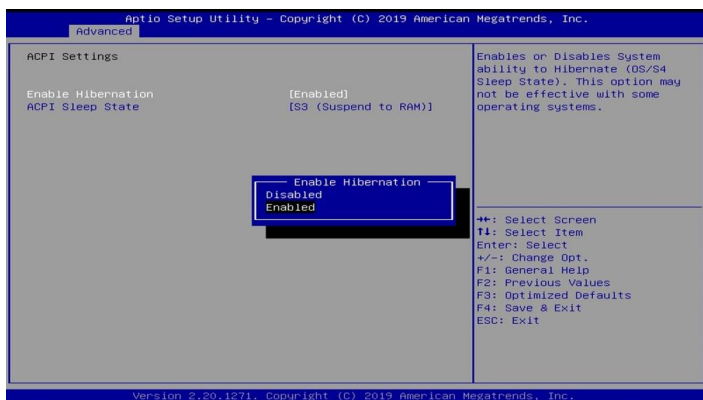 Aptio Setup Utility – Copyright (C) 2019 American Megatrends, Inc.
Advanced
ACPI Settings
Enable Hibernation [Enabled]
ACPI Sleep State [S3 (Suspend to RAM)]
Enables or Disables System
ability to Hibernate (OS/S4
Sleep State). This option may
not be effective with some
operating systems.
Enable Hibernation
Disabled
Enabled
→←: Select Screen
↑↓: Select Item
Enter: Select
+/-: Change Opt.
F1: General Help
F2: Previous Values
F3: Optimized Defaults
F4: Save & Exit
ESC: Exit
Version 2.20.1271. Copyright (C) 2019 American Megatrends, Inc.